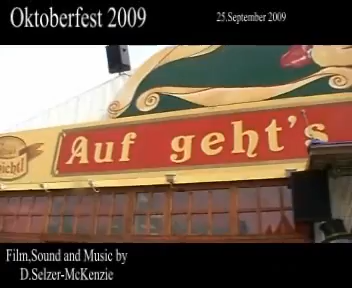 Oktoberfest 2009
25.September 2009
Auf geht's
Film,Sound and Music by
D.Selzer-McKenzie